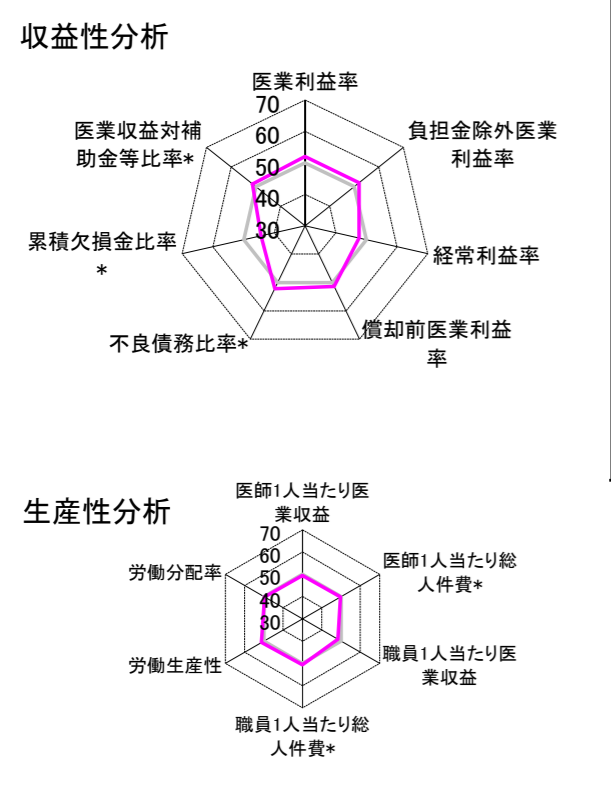 収益性分析
医業利益率
70
60
50
40
30
負担金除外医業
利益率
経常利益率
償却前医業利益
率
不良債務比率*
累積欠損金比率
*
医業収益対補
助金等比率*
生産性分析
医師1人当たり医
業収益
70
60
50
40
30
医師1人当たり総
人件費*
職員1人当たり医
業収益
職員1人当たり総
人件費*
労働生産性
労働分配率